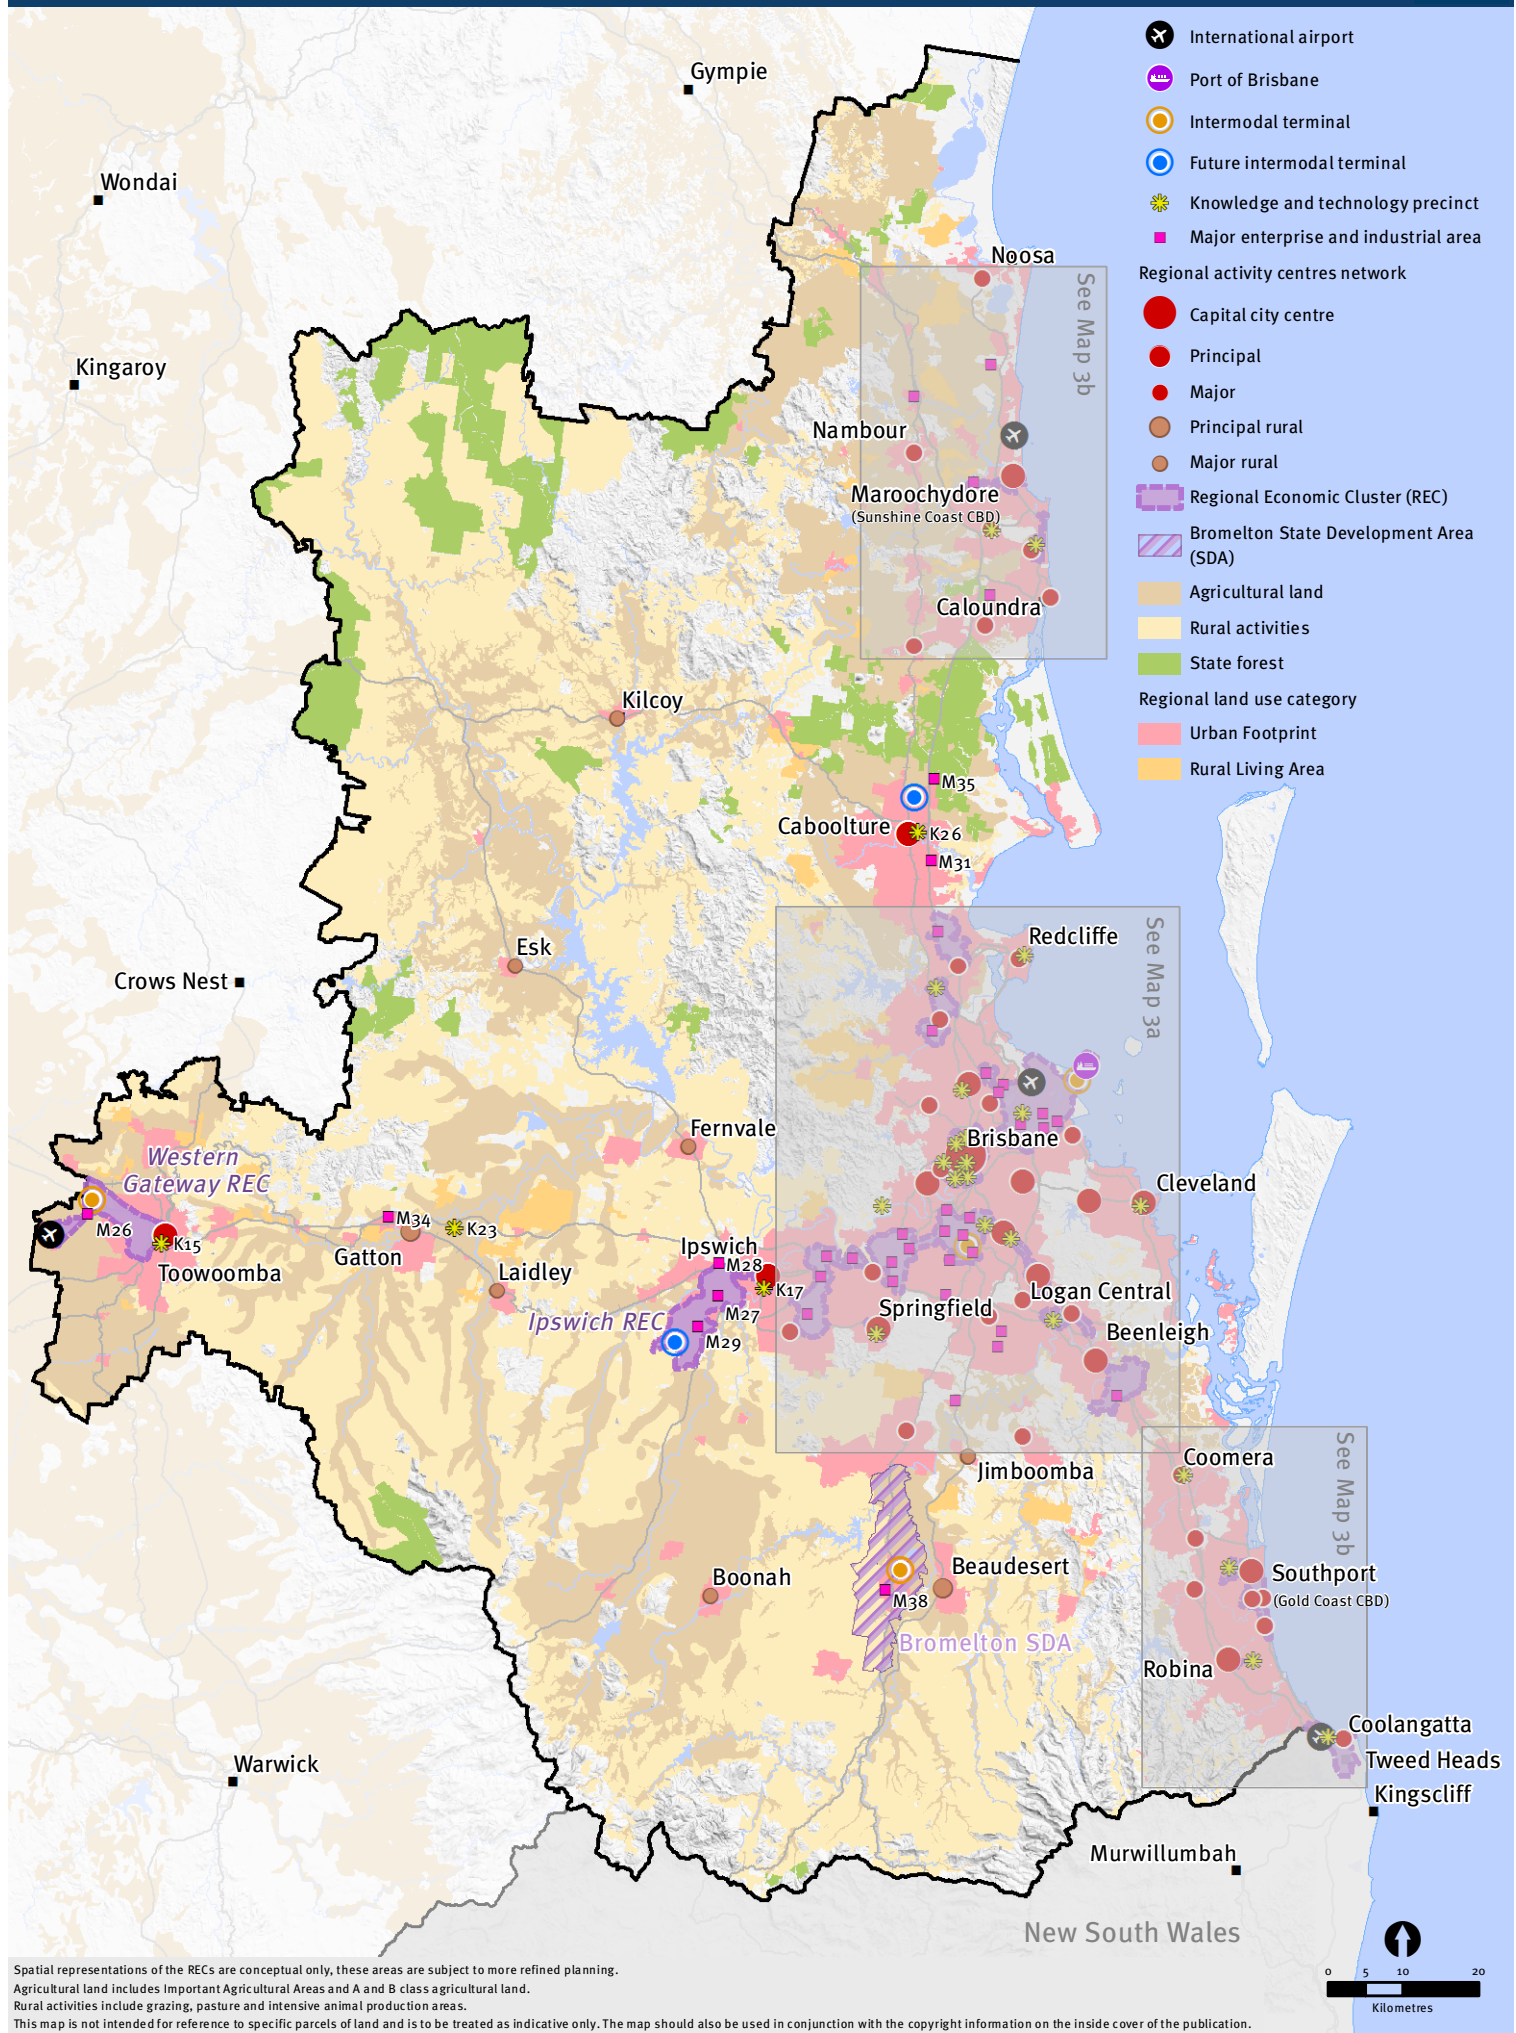 International airport
Port of Brisbane
Intermodal terminal
Future intermodal terminal
Knowledge and technology precinct
Major enterprise and industrial area
Regional activity centres network
Capital city centre
Principal
Major
Principal rural
Major rural
Regional Economic Cluster (REC)
Bromelton State Development Area
(SDA)
Agricultural land
Rural activities
State forest
Regional land use category
Urban Footprint
Rural Living Area
Gympie
Wondai
Noosa
See Map 3b
Kingaroy
Nambour
Maroochydore
(Sunshine Coast CBD)
Caloundra
Kilcoy
M35
Caboolture
K26
M31
Redcliffe
See Map 3a
Esk
Crows Nest
Fernvale
Brisbane
Western
Gateway REC
Cleveland
M26
K15
M34
K23
Gatton
Toowoomba
Ipswich
M28
K17
Laidley
M27
Ipswich REC
M29
Springfield
Logan Central
Beenleigh
Coomera
See Map 3b
Jimboomba
Boonah
Beaudesert
M38
Southport
(Gold Coast CBD)
Bromelton SDA
Robina
Coolangatta
Tweed Heads
Kingscliff
Warwick
Murwillumbah
New South Wales
0 5 10 20
Kilometres
Spatial representations of the RECs are conceptual only, these areas are subject to more refined planning.
Agricultural land includes Important Agricultural Areas and A and B class agricultural land.
Rural activities include grazing, pasture and intensive animal production areas.
This map is not intended for reference to specific parcels of land and is to be treated as indicative only. The map should also be used in conjunction with the copyright information on the inside cover of the publication.